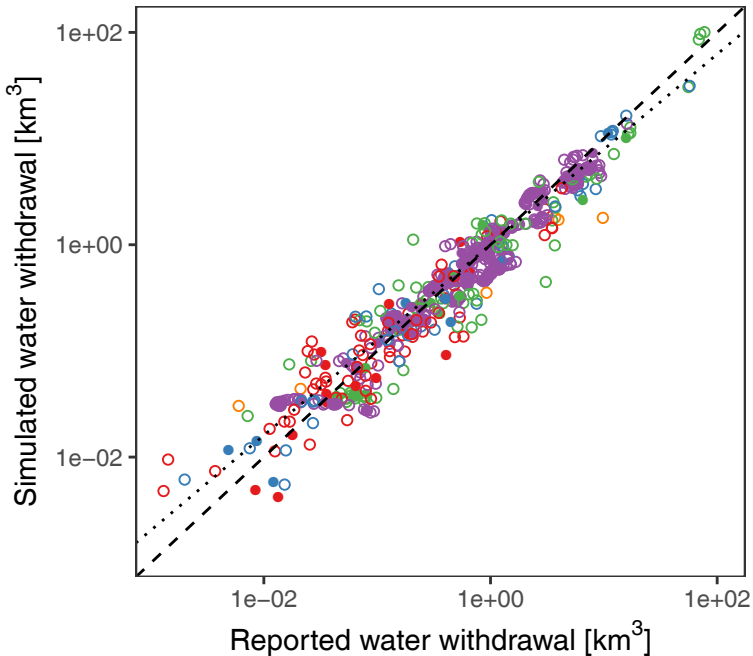 1e+02
1e+00
1e-02
Simulated water withdrawal [km³]
1e-02 1e+00 1e+02
Reported water withdrawal [km³]